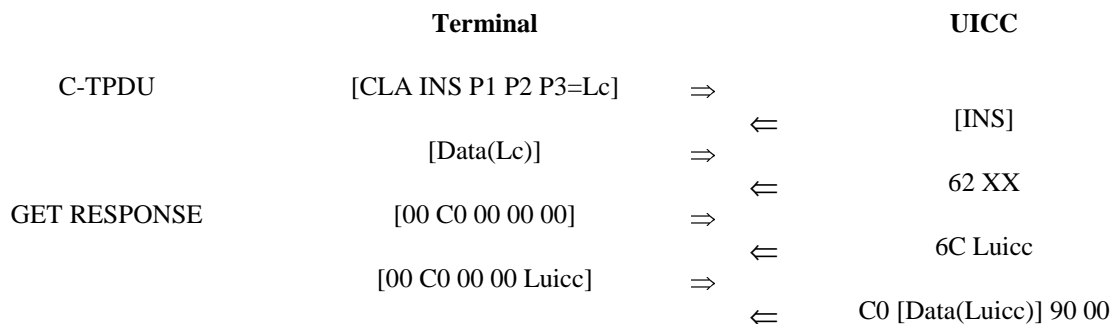 Terminal UICC
C-TPDU [CLA INS P1 P2 P3=Lc] ⇒
⇐ [INS]
[Data(Lc)] ⇒
⇐ 62 XX
GET RESPONSE [00 C0 00 00 00] ⇒
⇐ 6C Luicc
[00 C0 00 00 Luicc] ⇒
⇐ C0 [Data(Luicc)] 90 00